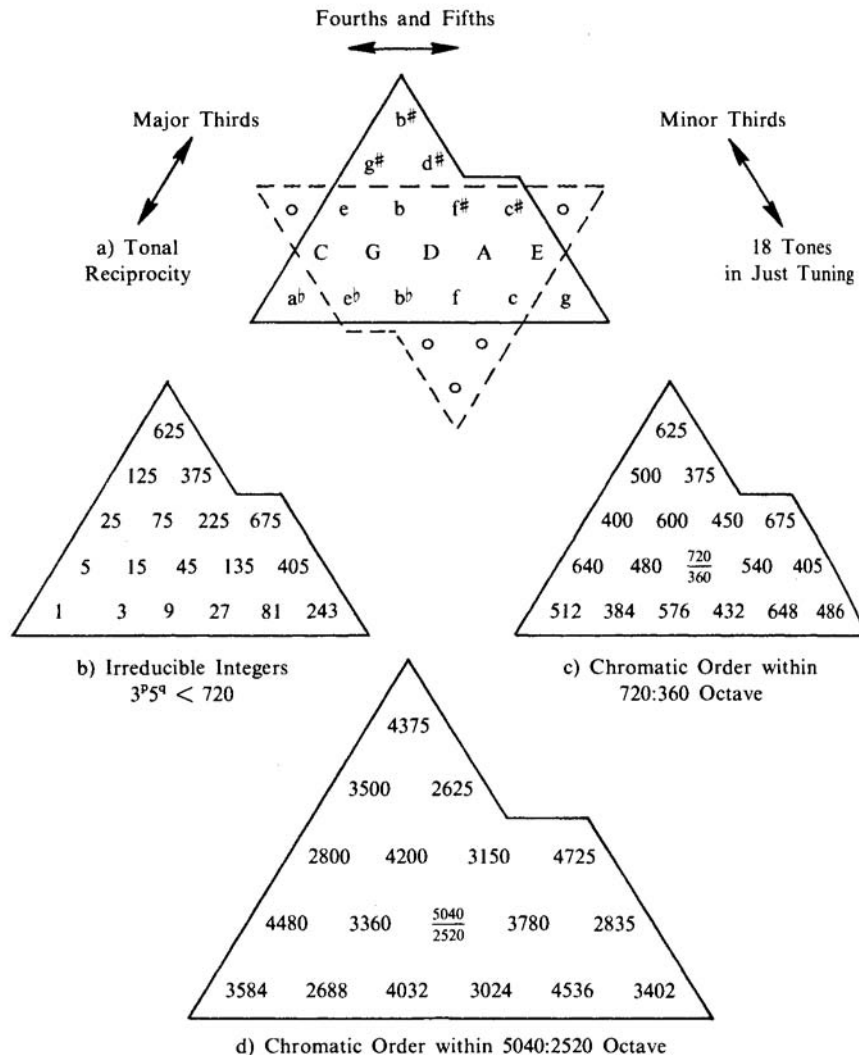 Fourths and Fifths
Major Thirds
Minor Thirds
b♯
g♯ d♯
o e b f♯ c♯ o
a) Tonal
Reciprocity
C G D A E
18 Tones
in Just Tuning
a♭ e♭ b♭ f c g
o o
o
625
125 375
25 75 225 675
5 15 45 135 405
1 3 9 27 81 243
b) Irreducible Integers
3ᵖ5ᑫ < 720
625
500 375
400 600 450 675
640 480 720/360 540 405
512 384 576 432 648 486
c) Chromatic Order within
720:360 Octave
4375
3500 2625
2800 4200 3150 4725
4480 3360 5040/2520 3780 2835
3584 2688 4032 3024 4536 3402
d) Chromatic Order within 5040:2520 Octave